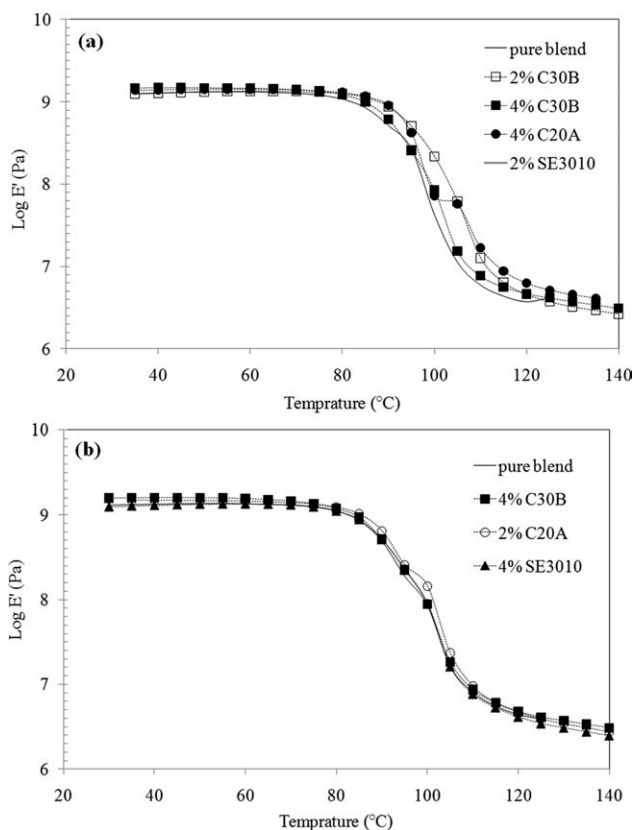 (a)
pure blend
2% C30B
4% C30B
4% C20A
2% SE3010
10
9
8
7
6
Log E' (Pa)
20 40 60 80 100 120 140
Temprature (°C)
(b)
pure blend
4% C30B
2% C20A
4% SE3010
10
9
8
7
6
Log E' (Pa)
20 40 60 80 100 120 140
Temprature (°C)